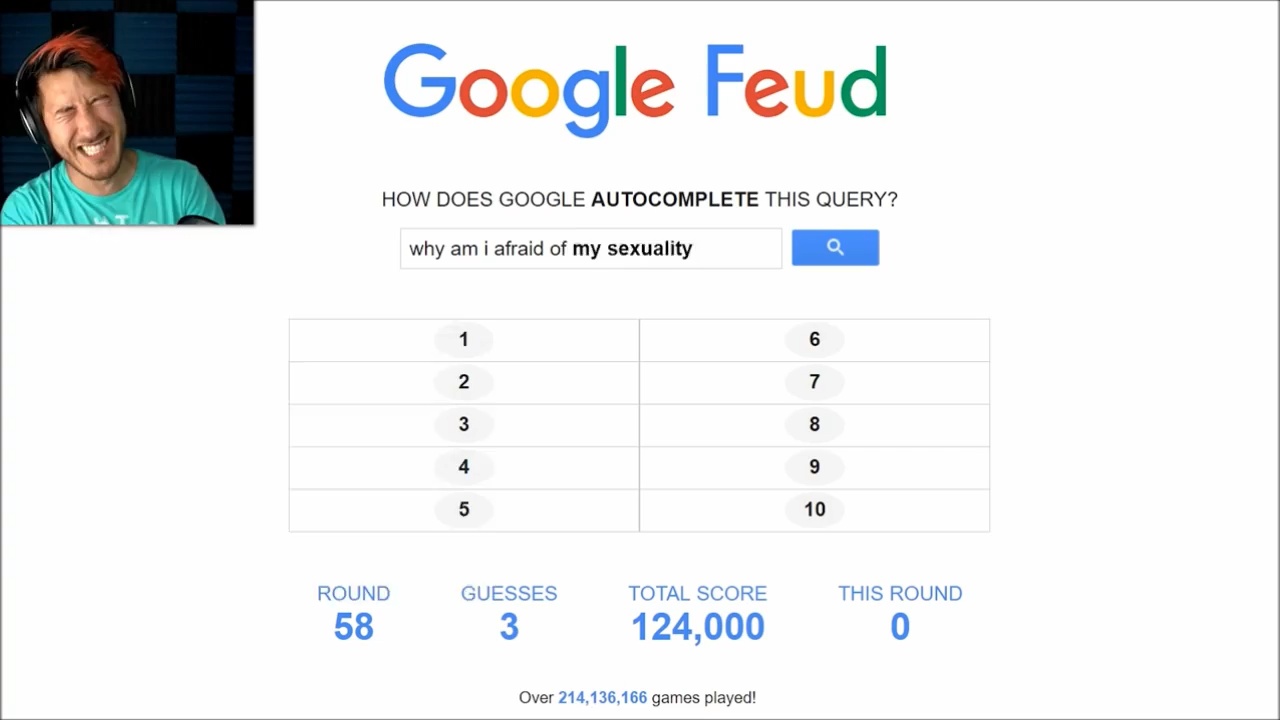 Google Feud
HOW DOES GOOGLE AUTOCOMPLETE THIS QUERY?
why am i afraid of my sexuality
1 6
2 7
3 8
4 9
5 10
ROUND GUESSES TOTAL SCORE THIS ROUND
58 3 124,000 0
Over 214,136,166 games played!